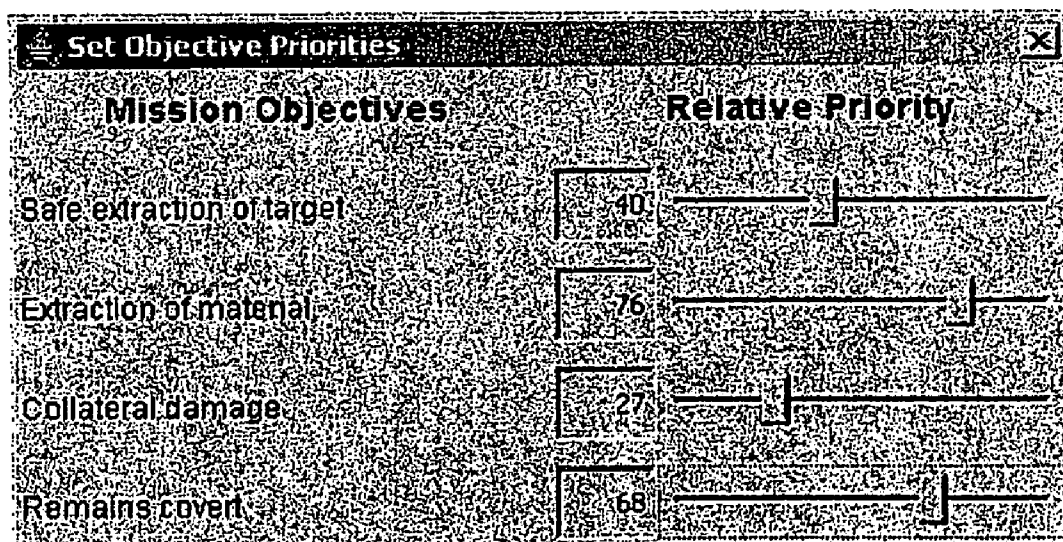 Set Objective Priorities
Mission Objectives Relative Priority
Safe extraction of target 40
Extraction of material 76
Collateral damage 27
Remains covert 68